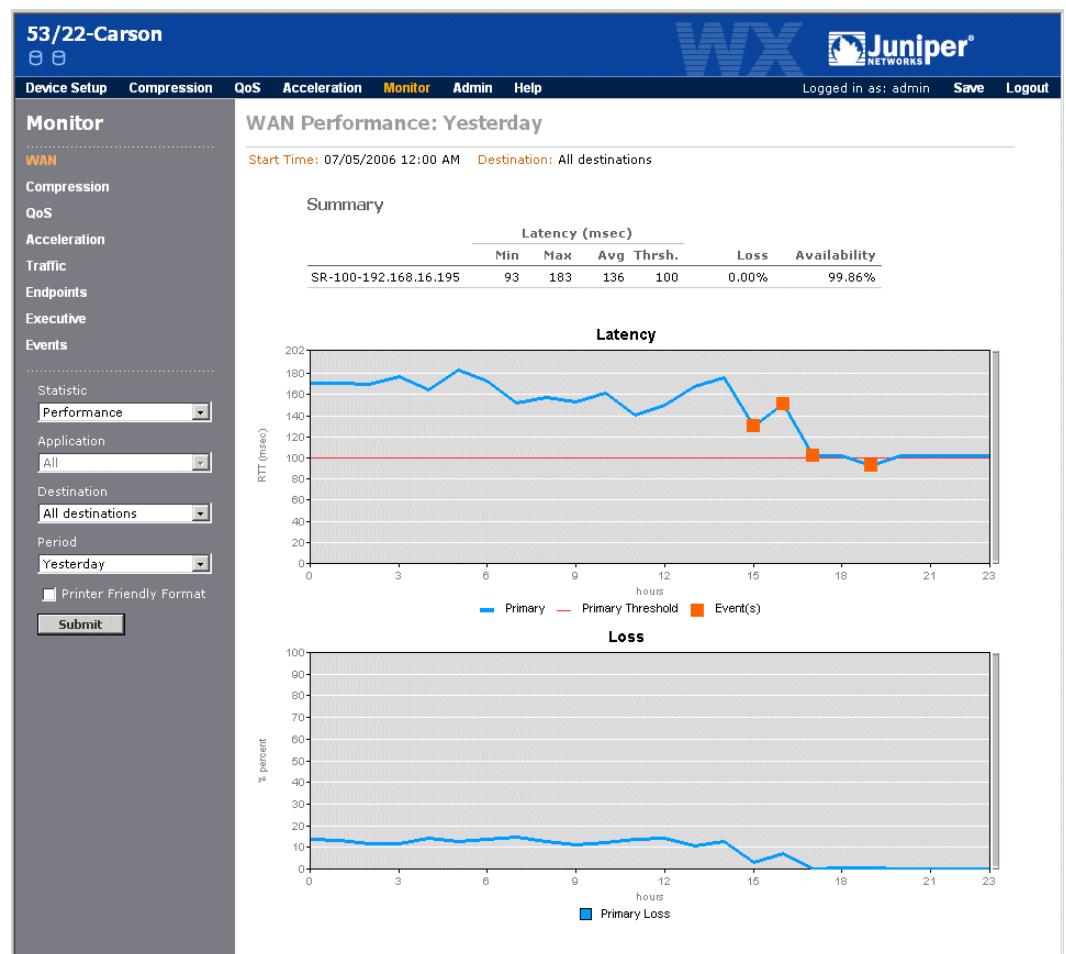 53/22-Carson
WX
Juniper®
NETWORKS
Device Setup Compression QoS Acceleration Monitor Admin Help Logged in as: admin Save Logout
Monitor
WAN
Compression
QoS
Acceleration
Traffic
Endpoints
Executive
Events
Statistic
Performance
Application
All
Destination
All destinations
Period
Yesterday
Printer Friendly Format
Submit
WAN Performance: Yesterday
Start Time: 07/05/2006 12:00 AM Destination: All destinations
Summary
Latency (msec)
Min Max Avg Thrsh. Loss Availability
SR-100-192.168.16.195 93 183 136 100 0.00% 99.86%
Latency
202
180
160
140
120
100
80
60
40
20
0
RTT (msec)
0 3 6 9 12 15 18 21 23
hours
Primary Primary Threshold Event(s)
Loss
100
90
80
70
60
50
40
30
20
10
0
% percent
0 3 6 9 12 15 18 21 23
hours
Primary Loss